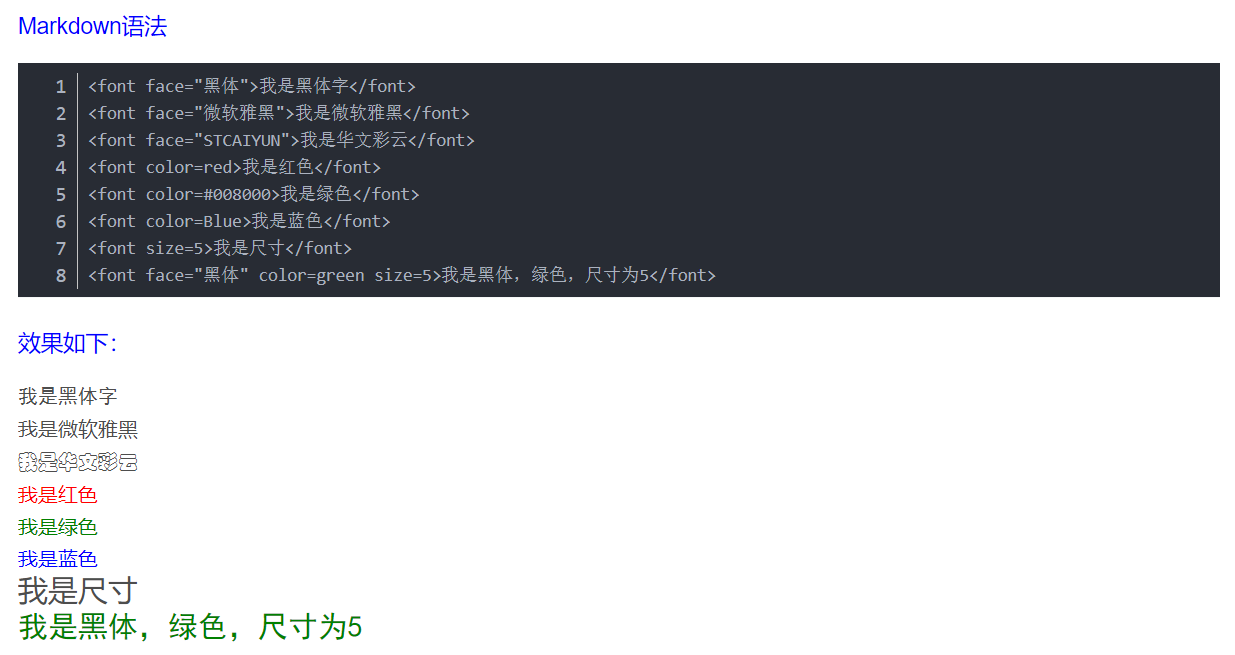 Markdown语法
1 <font face="黑体">我是黑体字</font>
2 <font face="微软雅黑">我是微软雅黑</font>
3 <font face="STCAIYUN">我是华文彩云</font>
4 <font color=red>我是红色</font>
5 <font color=#008000>我是绿色</font>
6 <font color=Blue>我是蓝色</font>
7 <font size=5>我是尺寸</font>
8 <font face="黑体" color=green size=5>我是黑体，绿色，尺寸为5</font>
效果如下：
我是黑体字
我是微软雅黑
我是华文彩云
我是红色
我是绿色
我是蓝色
我是尺寸
我是黑体，绿色，尺寸为5